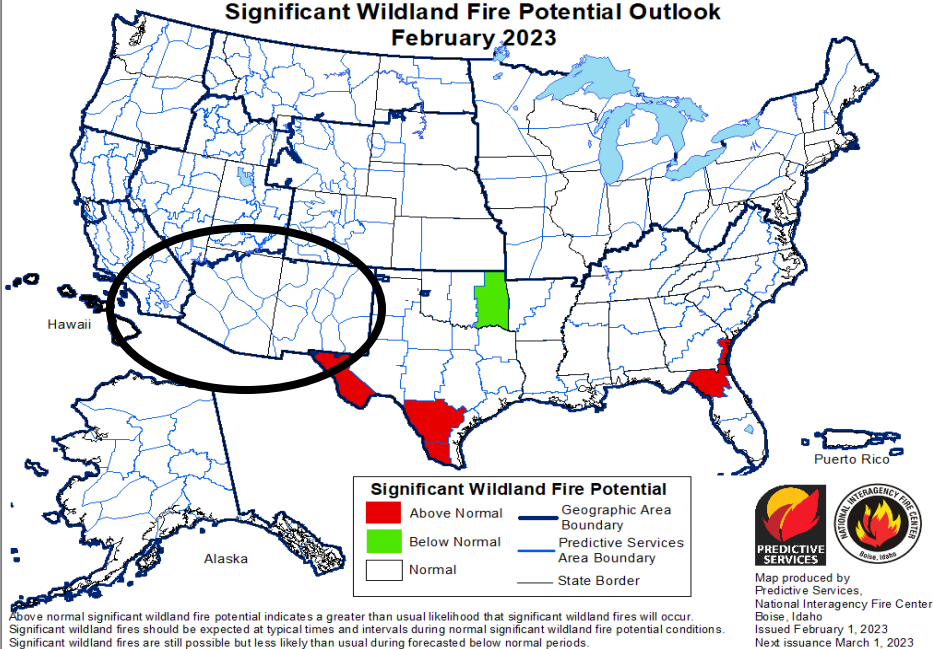 Significant Wildland Fire Potential Outlook
February 2023
Hawaii
Alaska
Puerto Rico
Significant Wildland Fire Potential
Above Normal
Below Normal
Normal
Geographic Area
Boundary
Predictive Services
Area Boundary
State Border
PREDICTIVE
SERVICES
NATIONAL INTERAGENCY FIRE CENTER
Boise, Idaho
Map produced by
Predictive Services,
National Interagency Fire Center
Boise, Idaho
Issued February 1, 2023
Next issuance March 1, 2023
Above normal significant wildland fire potential indicates a greater than usual likelihood that significant wildland fires will occur.
Significant wildland fires should be expected at typical times and intervals during normal significant wildland fire potential conditions.
Significant wildland fires are still possible but less likely than usual during forecasted below normal periods.